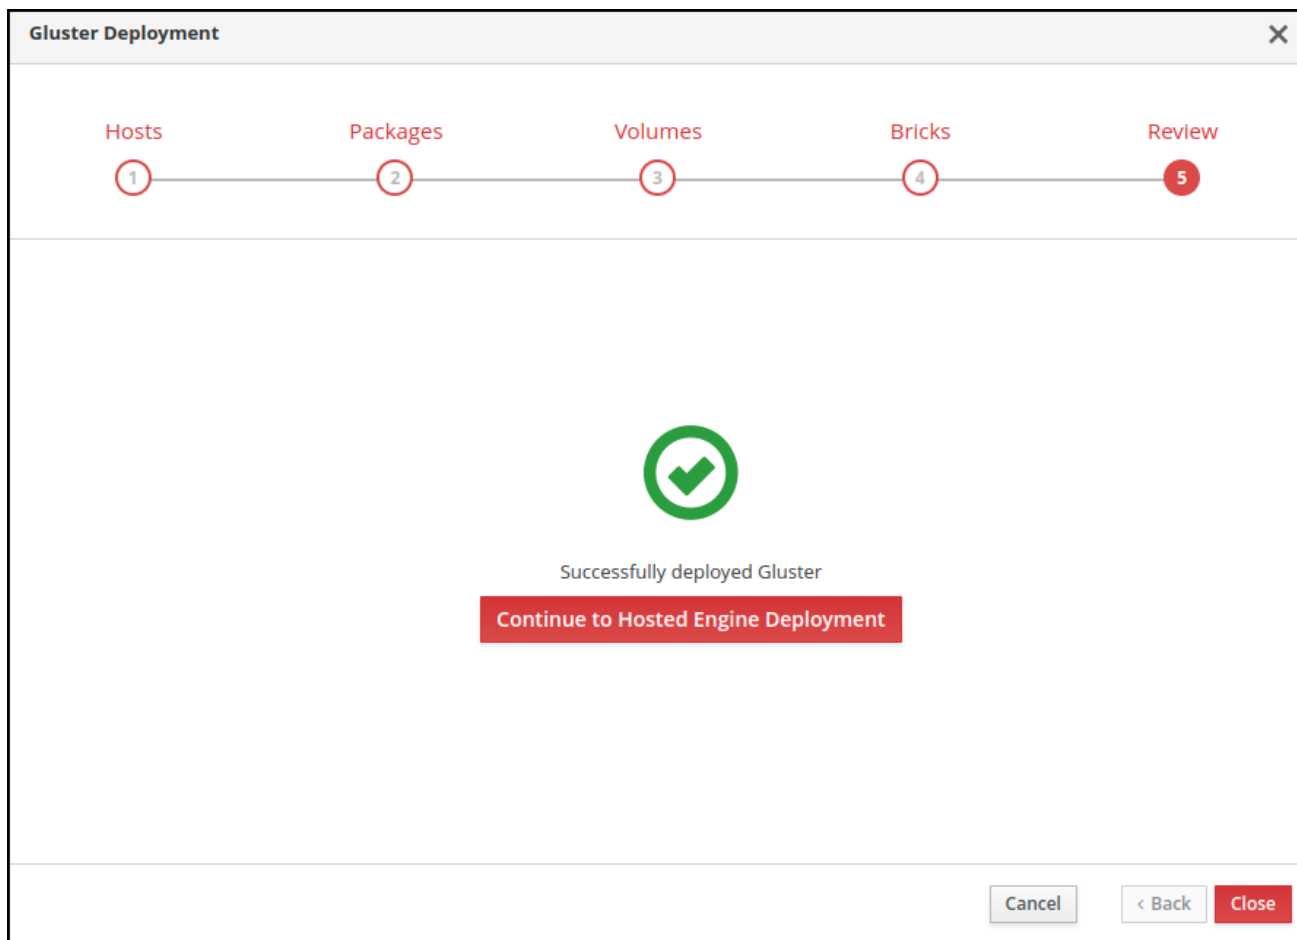 Gluster Deployment
Hosts Packages Volumes Bricks Review
1 2 3 4 5
Successfully deployed Gluster
Continue to Hosted Engine Deployment
Cancel < Back Close